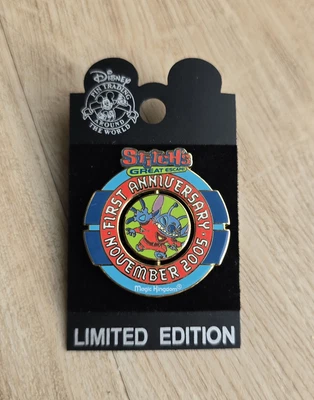 Disney
PIN TRADING
AROUND
THE WORLD
STITCH'S
GREAT ESCAPE
FIRST ANNIVERSARY
NOVEMBER 2005
Magic Kingdom®
LIMITED EDITION